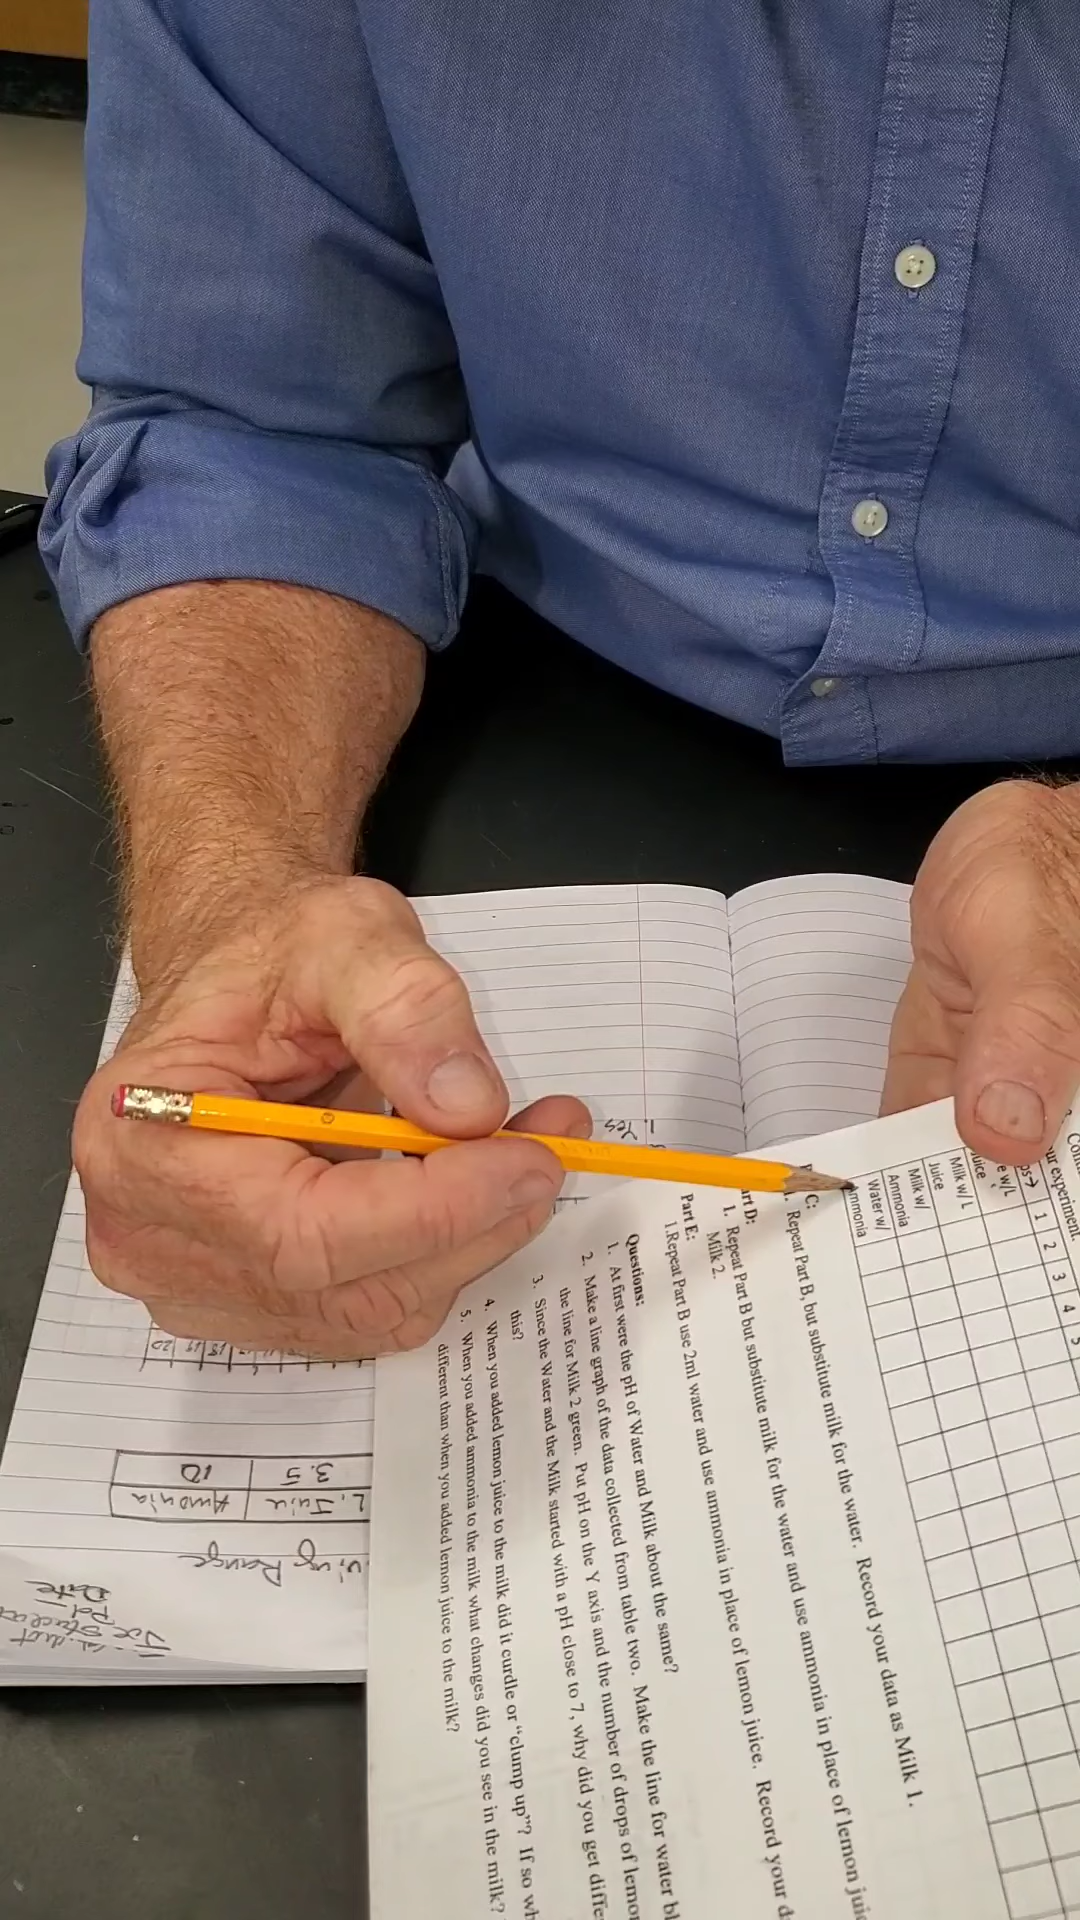 ur experiment.
ps→ 1 2 3 4 5
e w/L
Juice
Milk w/ L
Juice
Milk w/
Ammonia
Water w/
Ammonia
C:
Repeat Part B, but substitute milk for the water. Record your data as Milk 1.
rt D:
1. Repeat Part B but substitute milk for the water and use ammonia in place of lemon juic
Milk 2.
Part E:
1.Repeat Part B use 2ml water and use ammonia in place of lemon juice. Record your d
Questions:
1. At first were the pH of Water and Milk about the same?
2. Make a line graph of the data collected from table two. Make the line for water bl
the line for Milk 2 green. Put pH on the Y axis and the number of drops of lemo
3. Since the Water and the Milk started with a pH close to 7, why did you get diffe
this?
4. When you added lemon juice to the milk did it curdle or "clump up"? If so wh
5. When you added ammonia to the milk what changes did you see in the milk?
different than when you added lemon juice to the milk?
1- Yes
18 19 20
Date
Range
L. Juice Amonia
3.5 10